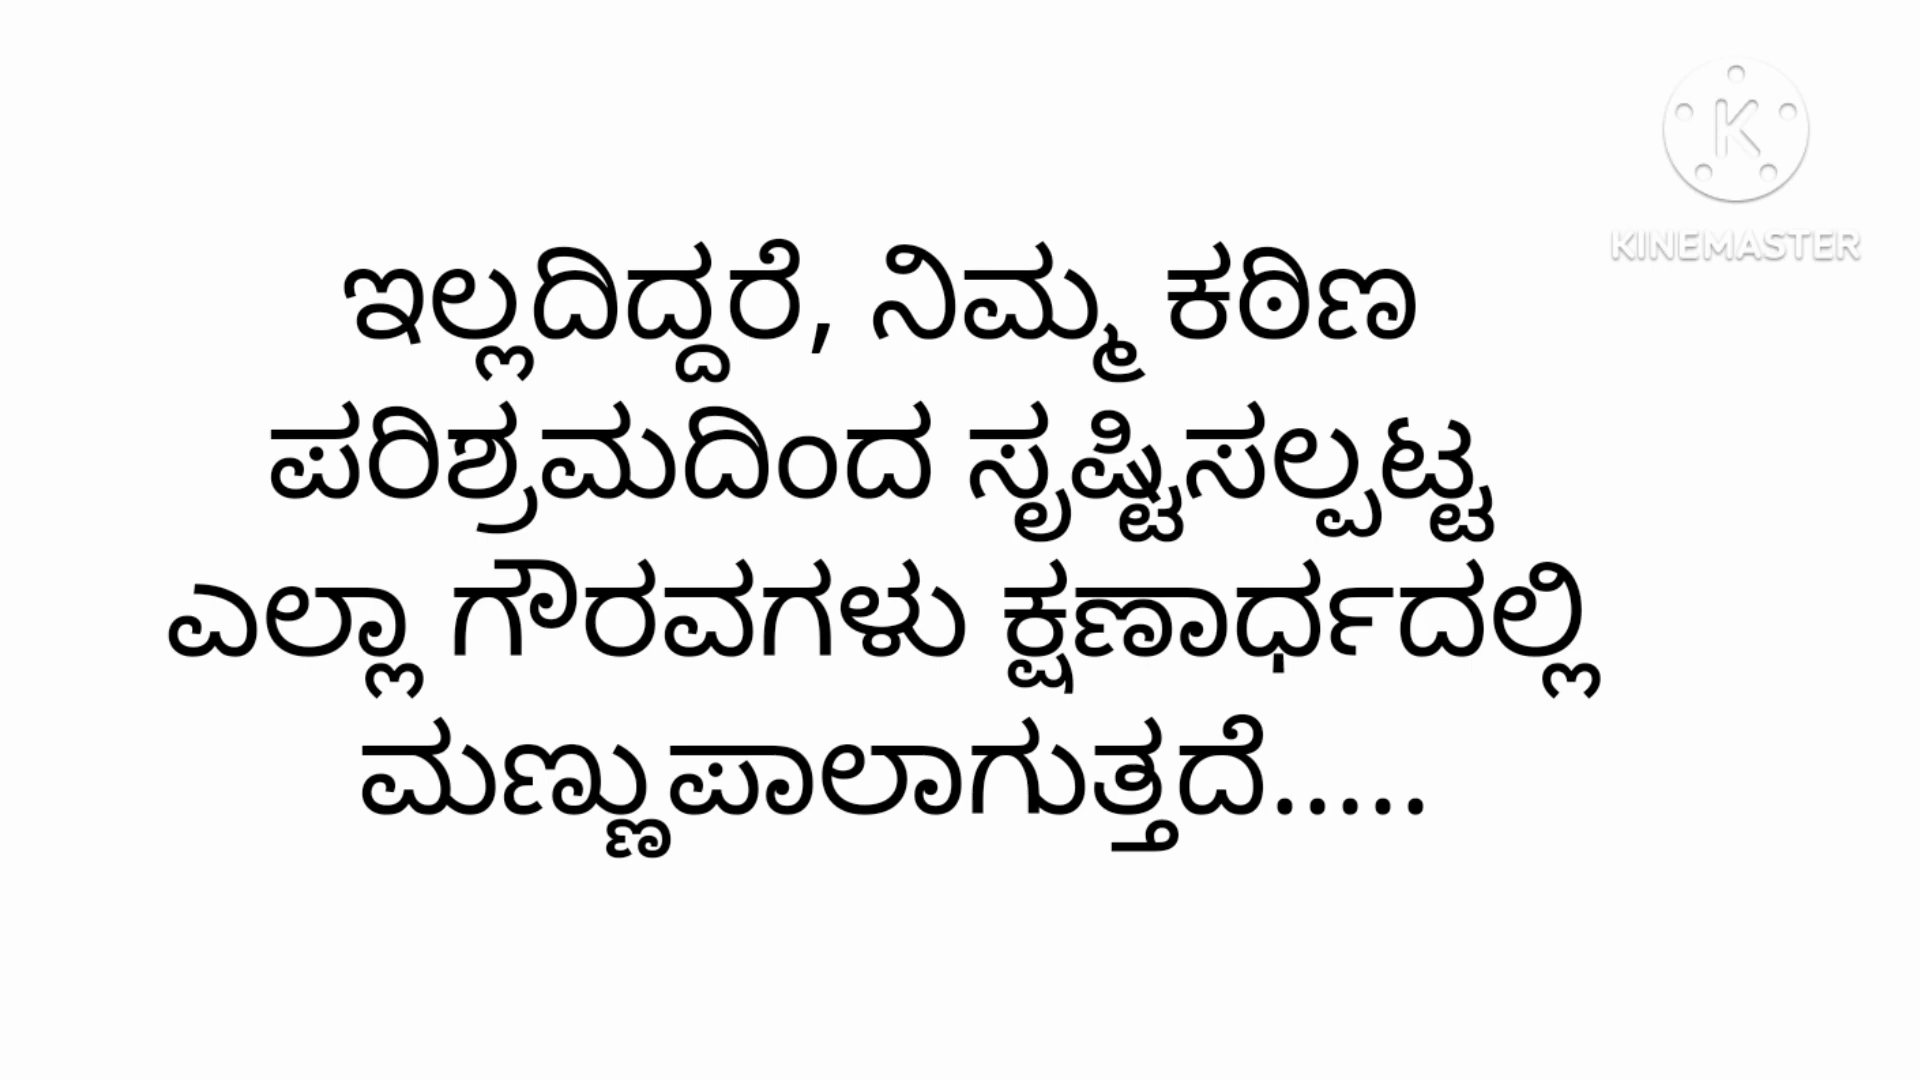 KINEMASTER
ಇಲ್ಲದಿದ್ದರೆ, ನಿಮ್ಮ ಕಠಿಣ
ಪರಿಶ್ರಮದಿಂದ ಸೃಷ್ಟಿಸಲ್ಪಟ್ಟ
ಎಲ್ಲಾ ಗೌರವಗಳು ಕ್ಷಣಾರ್ಧದಲ್ಲಿ
ಮಣ್ಣುಪಾಲಾಗುತ್ತದೆ.....